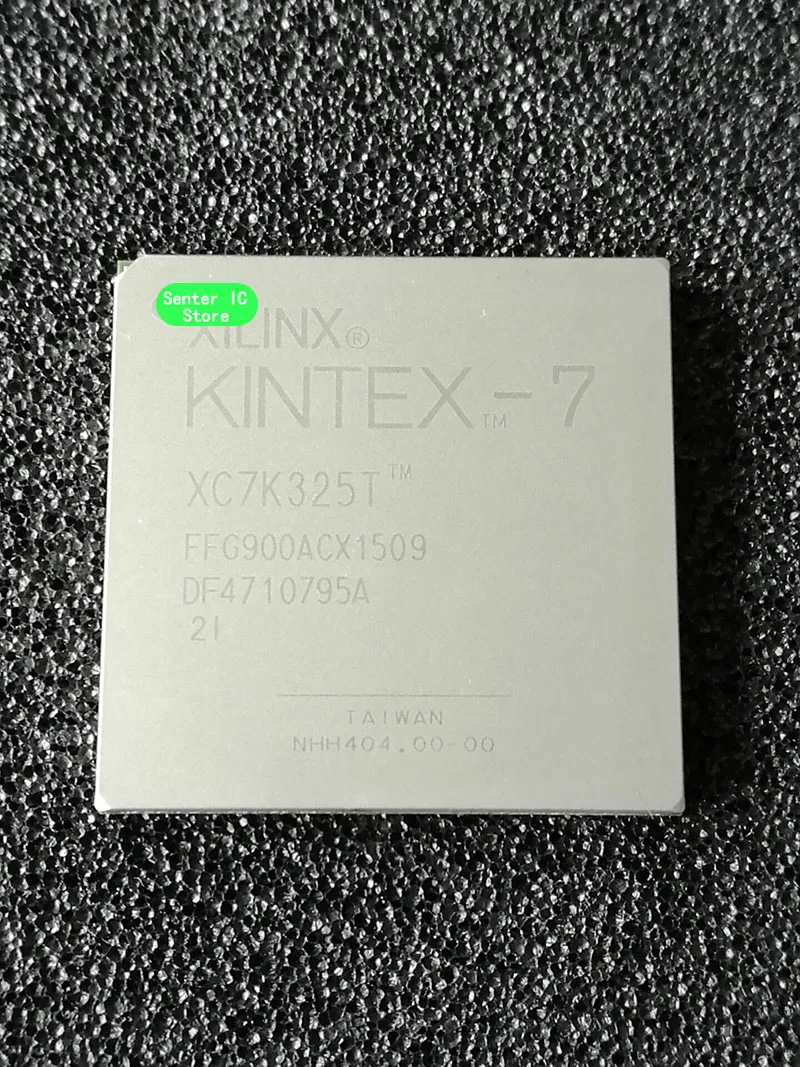 Senter IC
Store
XILINX®
KINTEX™-7
XC7K325T™
FFG900ACX1509
DF4710795A
2I
TAIWAN
NHH404.00-00